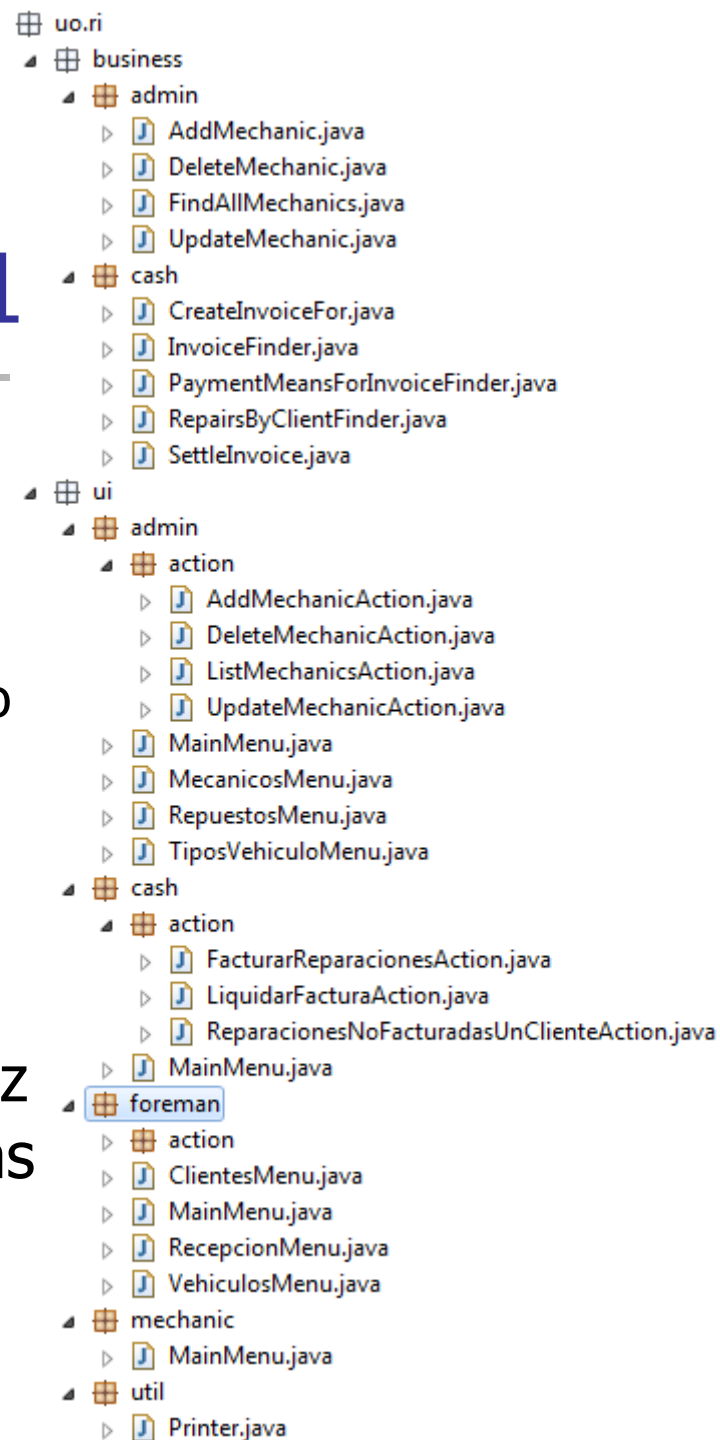 uo.ri
business
admin
AddMechanic.java
DeleteMechanic.java
FindAllMechanics.java
UpdateMechanic.java
cash
CreateInvoiceFor.java
InvoiceFinder.java
PaymentMeansForInvoiceFinder.java
RepairsByClientFinder.java
SettleInvoice.java
ui
admin
action
AddMechanicAction.java
DeleteMechanicAction.java
ListMechanicsAction.java
UpdateMechanicAction.java
MainMenu.java
MecanicosMenu.java
RepuestosMenu.java
TiposVehiculoMenu.java
cash
action
FacturarReparacionesAction.java
LiquidarFacturaAction.java
ReparacionesNoFacturadasUnClienteAction.java
MainMenu.java
foreman
action
ClientesMenu.java
MainMenu.java
RecepcionMenu.java
VehiculosMenu.java
mechanic
MainMenu.java
util
Printer.java